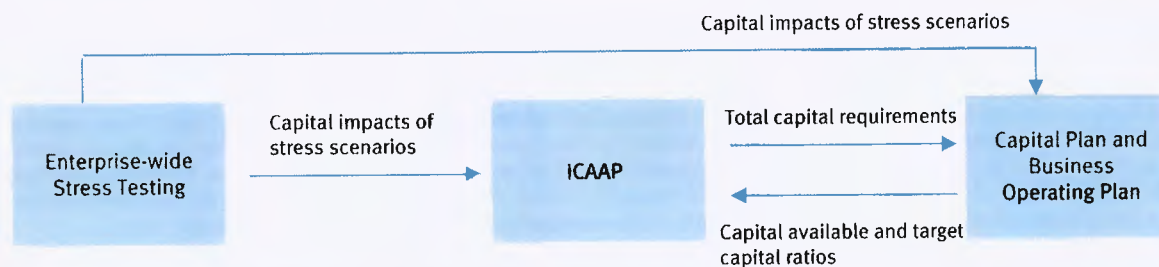 Capital impacts of stress scenarios
Enterprise-wide
Stress Testing
Capital impacts of
stress scenarios
ICAAP
Total capital requirements
Capital available and target
capital ratios
Capital Plan and
Business
Operating Plan